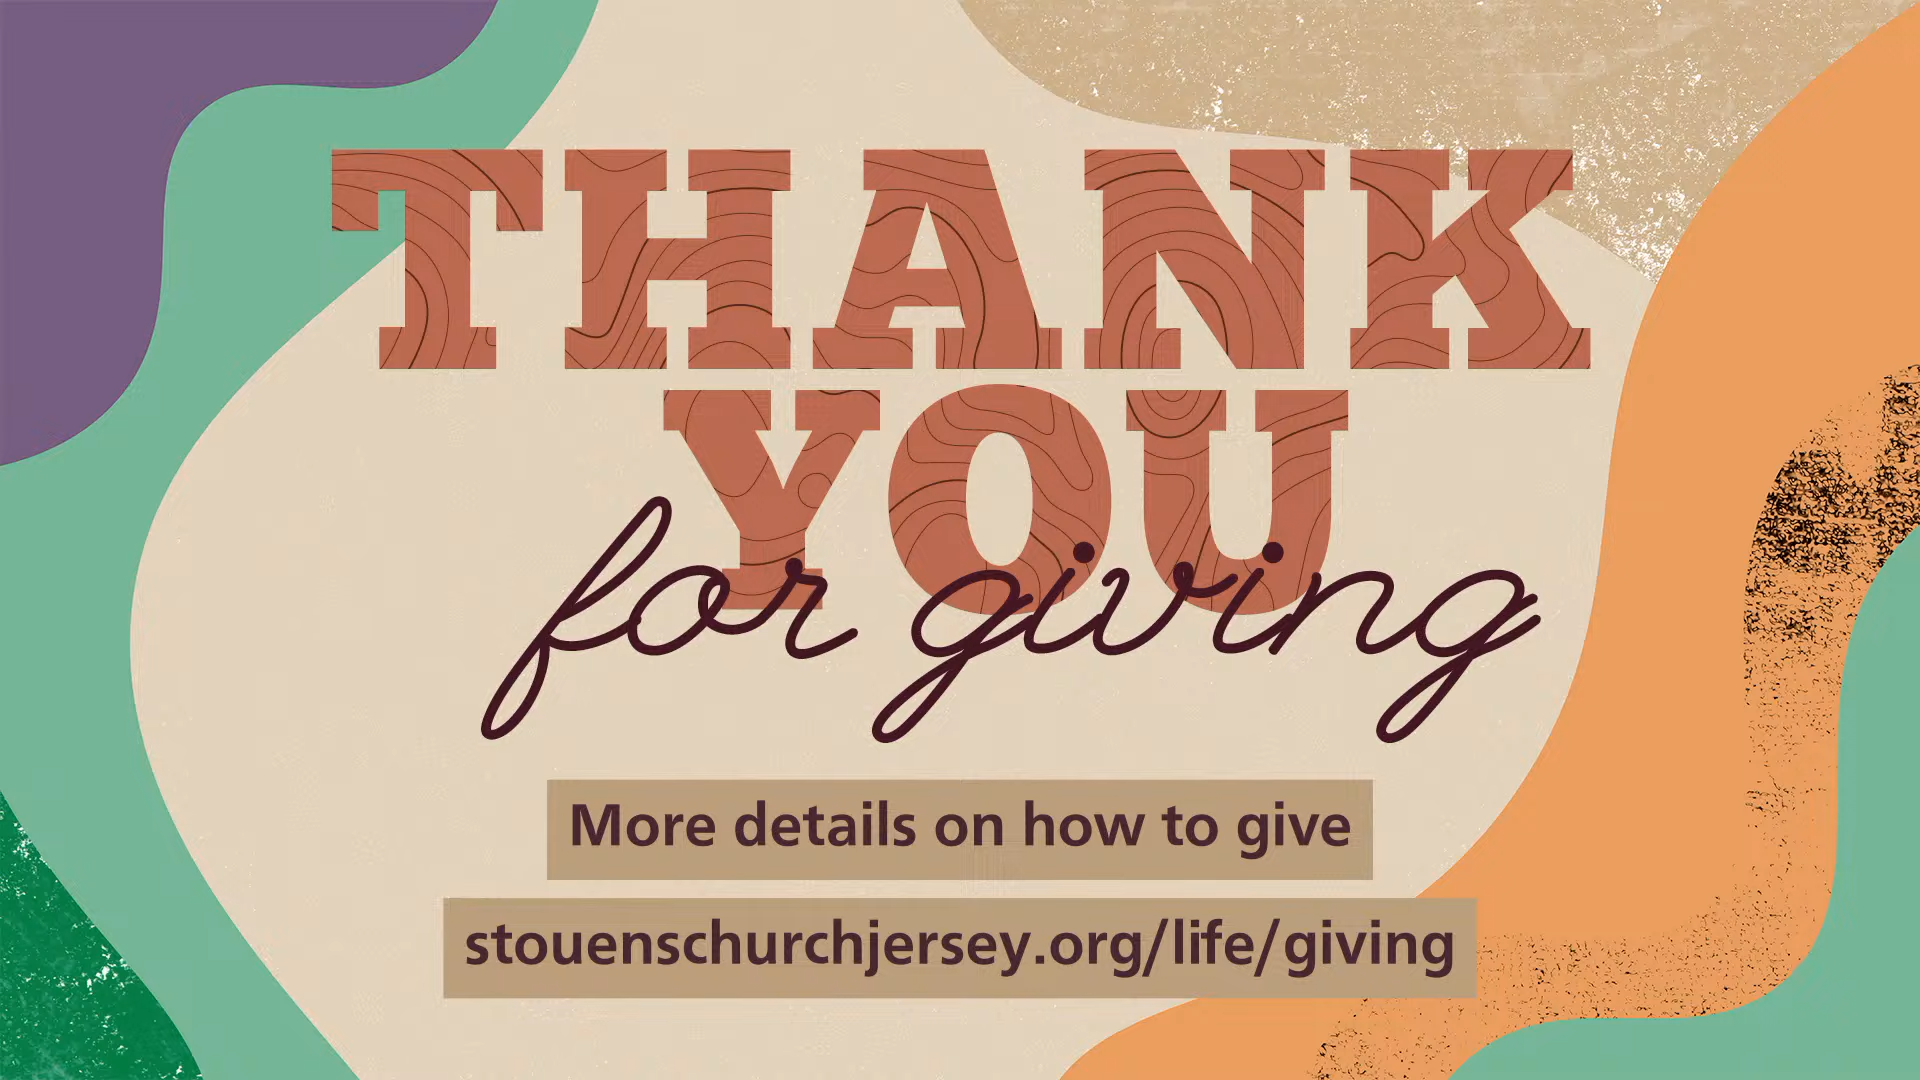 THANK
YOU
for giving
More details on how to give
stouenschurchjersey.org/life/giving